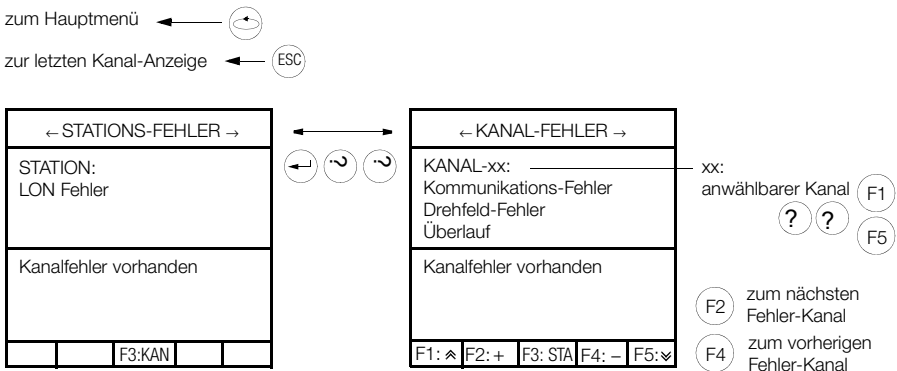 zum Hauptmenü
zur letzten Kanal-Anzeige ESC
← STATIONS-FEHLER →
STATION:
LON Fehler
Kanalfehler vorhanden
F3:KAN
? ?
← KANAL-FEHLER →
KANAL-xx:
Kommunikations-Fehler
Drehfeld-Fehler
Überlauf
Kanalfehler vorhanden
F1: F2: + F3: STA F4: – F5:
xx:
anwählbarer Kanal F1
? ? F5
F2 zum nächsten
Fehler-Kanal
F4 zum vorherigen
Fehler-Kanal